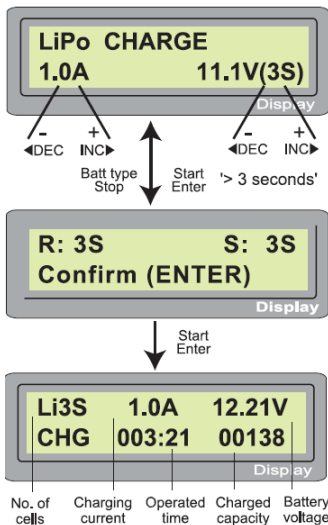 LiPo CHARGE
1.0A 11.1V(3S)
Display
- + - +
◀DEC INC▶ ◀DEC INC▶
Batt type Start '> 3 seconds'
Stop Enter
R: 3S S: 3S
Confirm (ENTER)
Display
Start
Enter
Li3S 1.0A 12.21V
CHG 003:21 00138
Display
No. of Charging Operated Charged Battery
cells current time capacity voltage